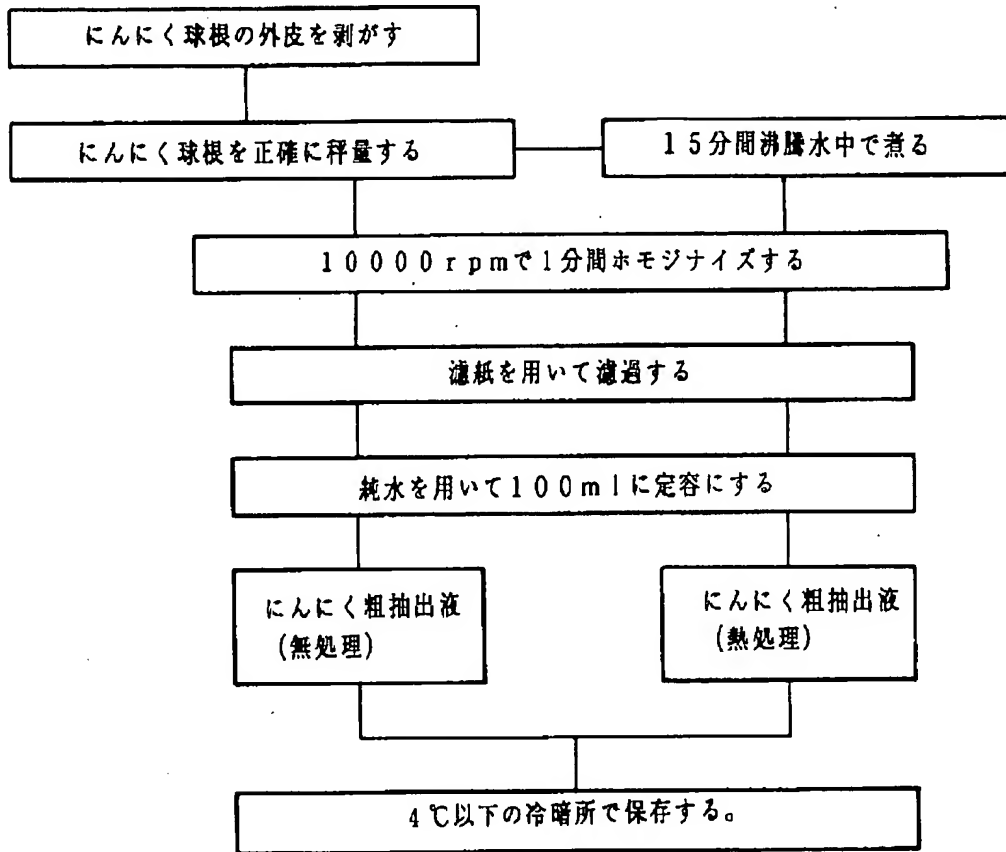 にんにく球根の外皮を剥がす
にんにく球根を正確に秤量する
15分間沸騰水中で煮る
10000rpmで1分間ホモジナイズする
濾紙を用いて濾過する
純水を用いて100mlに定容にする
にんにく粗抽出液
(無処理)
にんにく粗抽出液
(熱処理)
4℃以下の冷暗所で保存する。